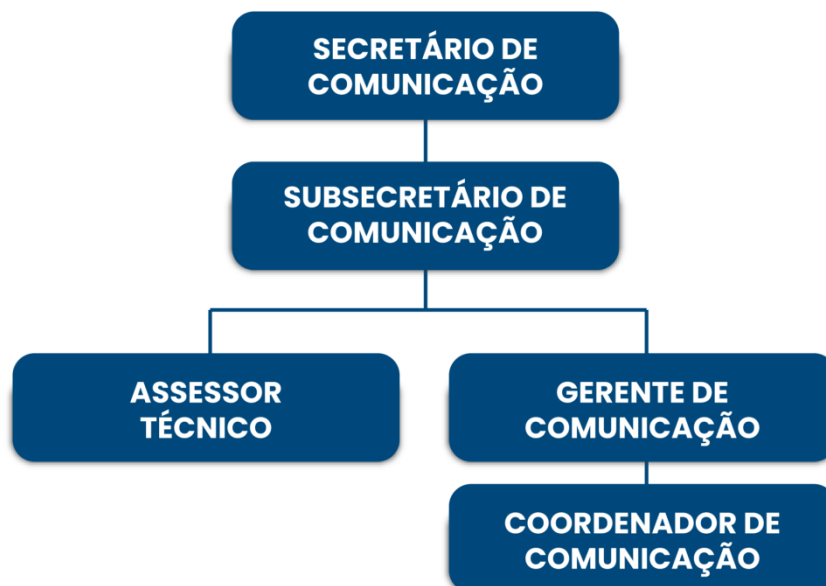 SECRETÁRIO DE
COMUNICAÇÃO
SUBSECRETÁRIO DE
COMUNICAÇÃO
ASSESSOR
TÉCNICO
GERENTE DE
COMUNICAÇÃO
COORDENADOR DE
COMUNICAÇÃO